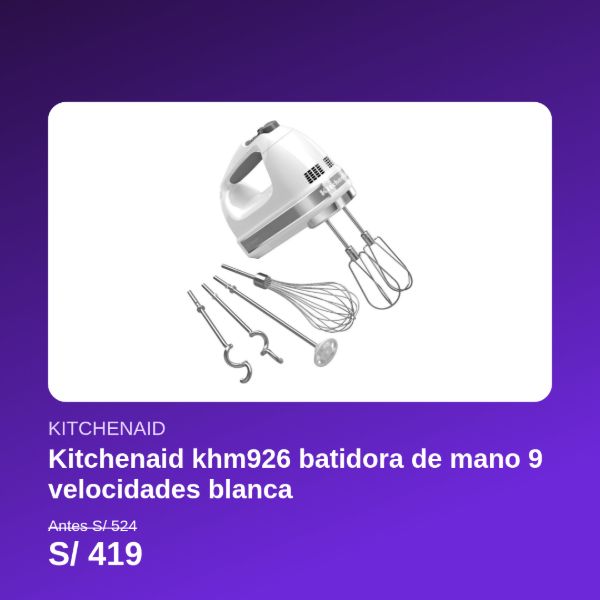 KITCHENAID
Kitchenaid khm926 batidora de mano 9
velocidades blanca
Antes S/ 524
S/ 419